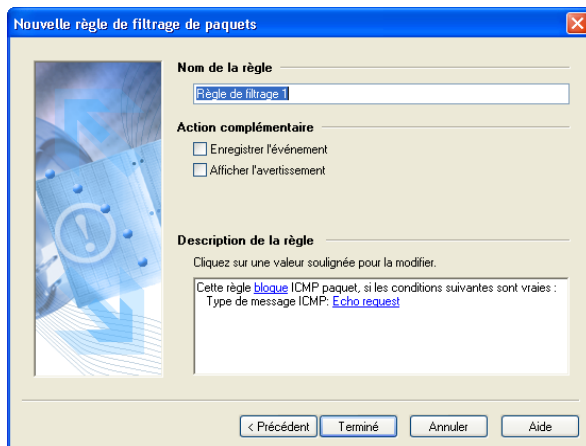 Nouvelle règle de filtrage de paquets
Nom de la règle
Règle de filtrage 1
Action complémentaire
Enregistrer l'événement
Afficher l'avertissement
Description de la règle
Cliquez sur une valeur soulignée pour la modifier.
Cette règle bloque ICMP paquet, si les conditions suivantes sont vraies :
Type de message ICMP: Echo request
< Précédent Terminé Annuler Aide